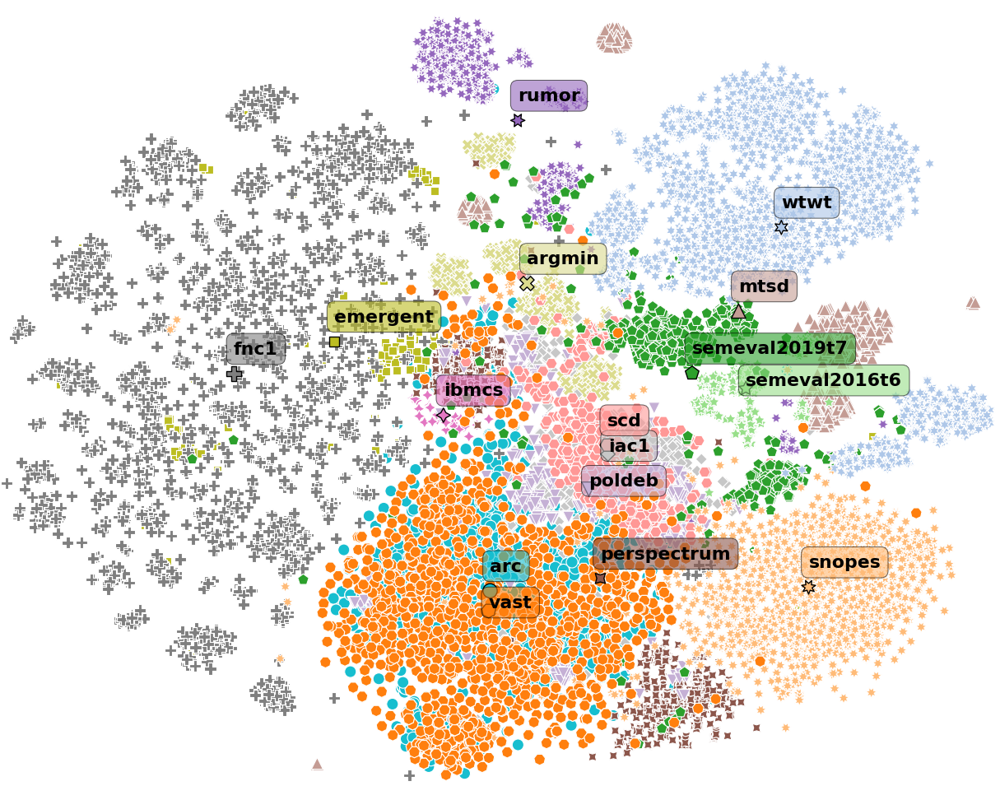 rumor
wtwt
argmin
mtsd
emergent
fnc1
semeval2019t7
semeval2016t6
ibmcs
scd
iac1
poldeb
perspectrum
arc
snopes
vast